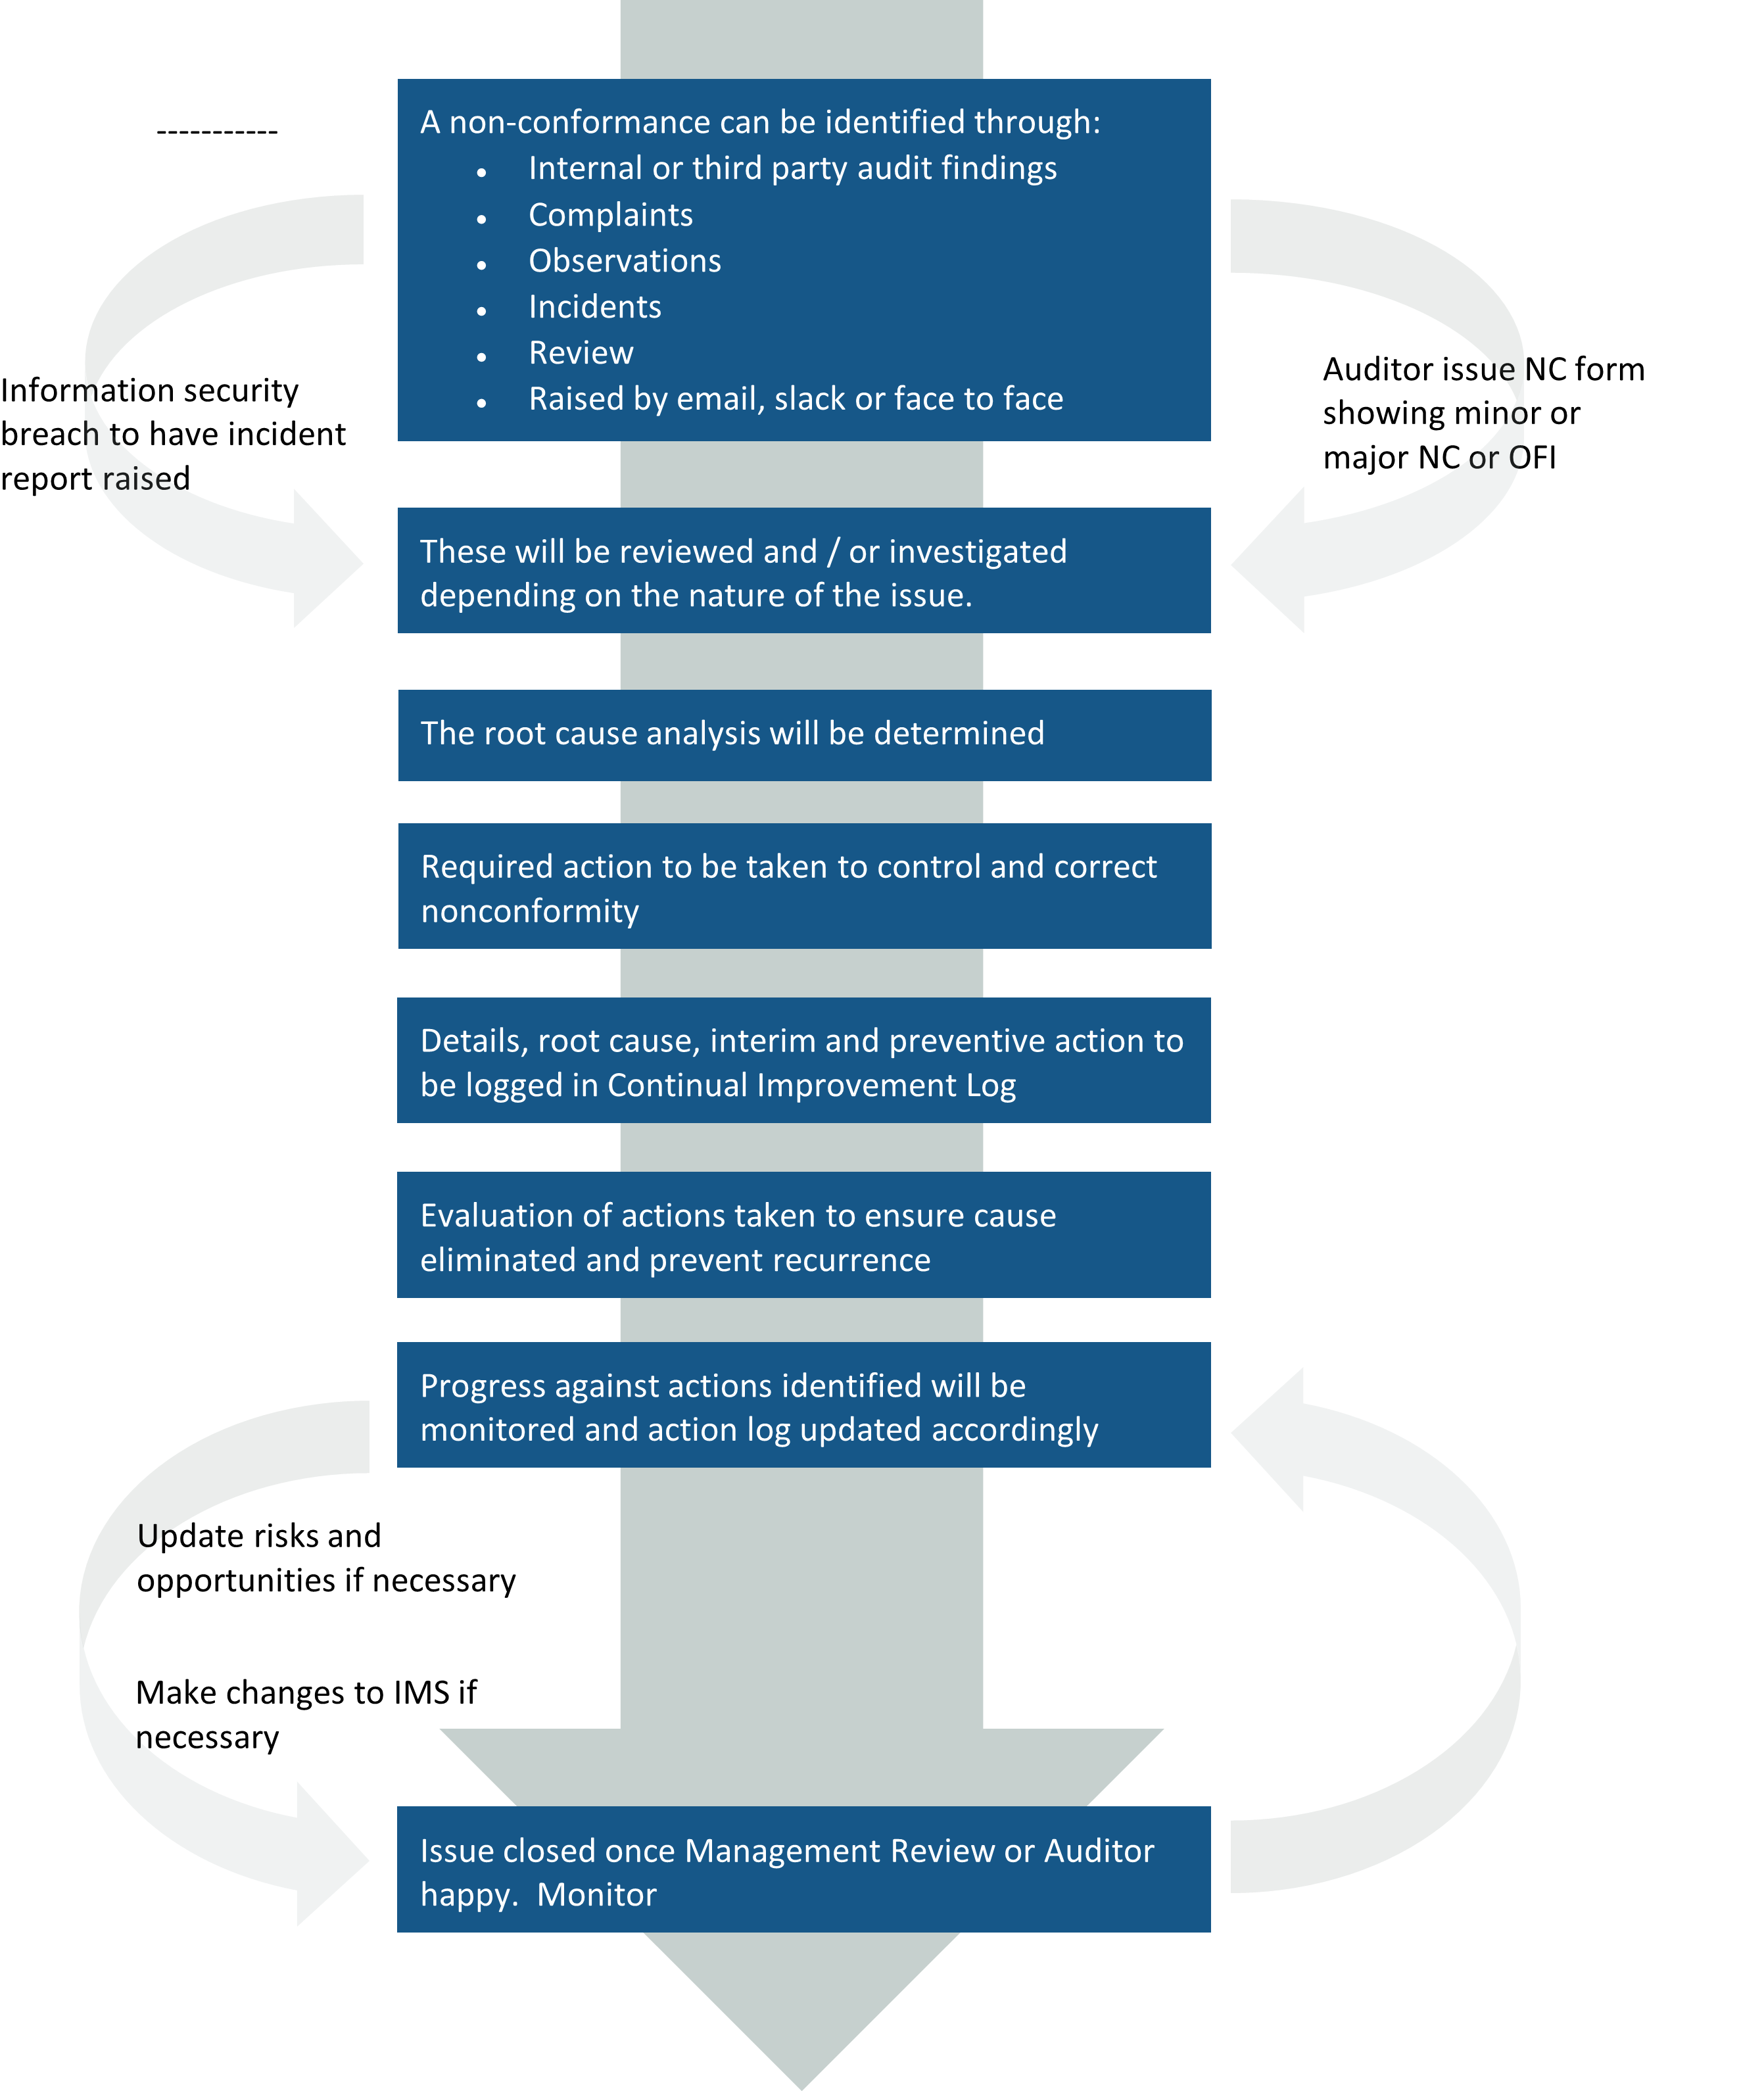 -----------
A non-conformance can be identified through:
• Internal or third party audit findings
• Complaints
• Observations
• Incidents
• Review
• Raised by email, slack or face to face
Information security
breach to have incident
report raised
Auditor issue NC form
showing minor or
major NC or OFI
These will be reviewed and / or investigated
depending on the nature of the issue.
The root cause analysis will be determined
Required action to be taken to control and correct
nonconformity
Details, root cause, interim and preventive action to
be logged in Continual Improvement Log
Evaluation of actions taken to ensure cause
eliminated and prevent recurrence
Progress against actions identified will be
monitored and action log updated accordingly
Update risks and
opportunities if necessary
Make changes to IMS if
necessary
Issue closed once Management Review or Auditor
happy.  Monitor